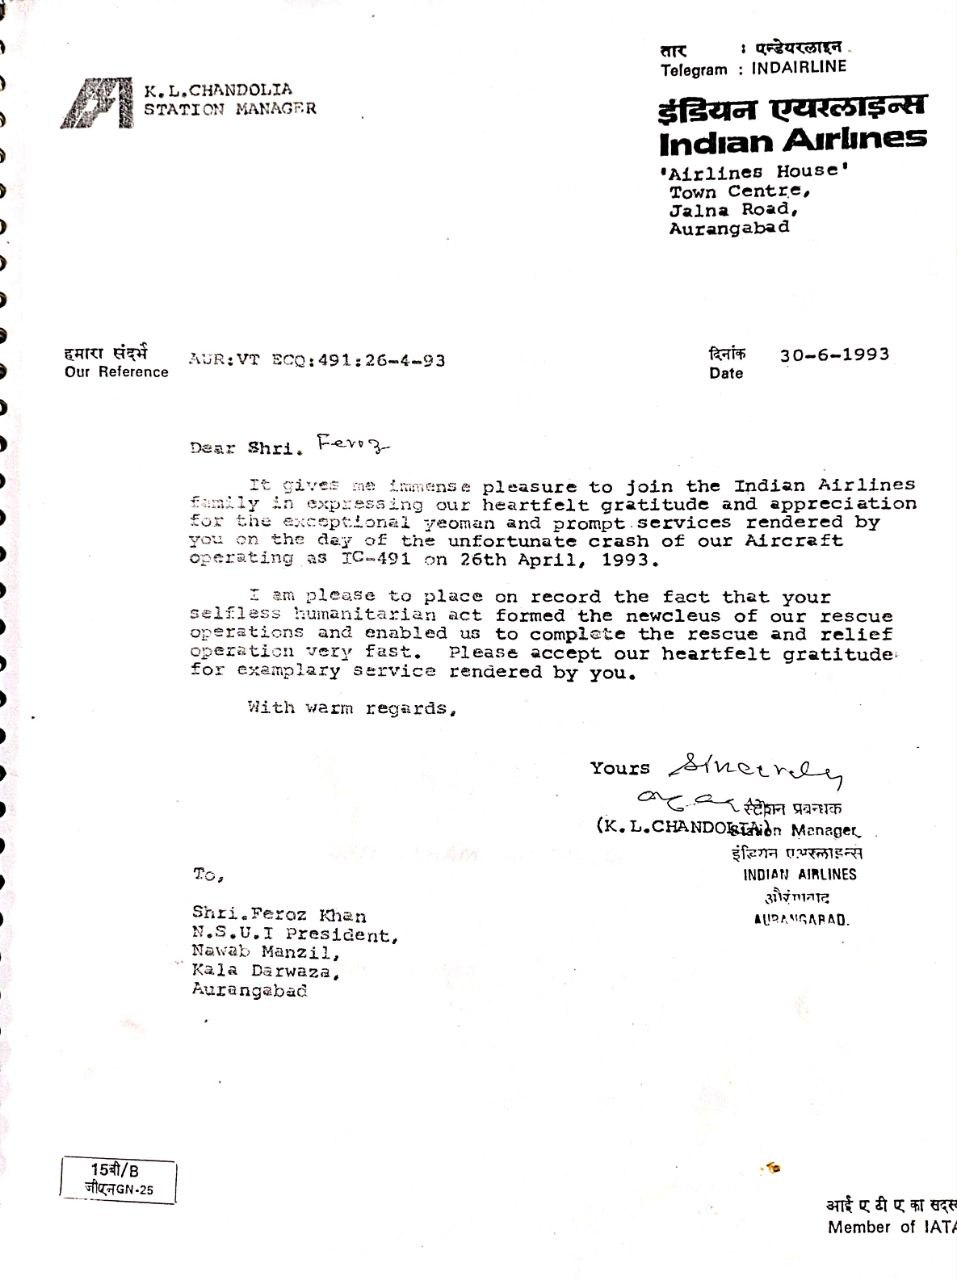 K.L.CHANDOLIA
STATION MANAGER
तार : एन्डेयरलाइन
Telegram : INDAIRLINE
इंडियन एयरलाइन्स
Indian Airlines
'Airlines House'
Town Centre,
Jalna Road,
Aurangabad
हमारा संदर्भ
Our Reference
AUR:VT ECQ:491:26-4-93
दिनांक
Date
30-6-1993
Dear Shri. Feroz
It gives me immense pleasure to join the Indian Airlines
family in expressing our heartfelt gratitude and appreciation
for the exceptional yeoman and prompt services rendered by
you on the day of the unfortunate crash of our Aircraft
operating as IC-491 on 26th April, 1993.
I am please to place on record the fact that your
selfless humanitarian act formed the newcleus of our rescue
operations and enabled us to complete the rescue and relief
operation very fast. Please accept our heartfelt gratitude
for examplary service rendered by you.
With warm regards,
Yours Sincerely
स्टेशन प्रबन्धक
(K.L.CHANDOLIA)
Station Manager
इंडियन एयरलाइन्स
INDIAN AIRLINES
औरंगाबाद
AURANGABAD.
To,
Shri.Feroz Khan
N.S.U.I President,
Nawab Manzil,
Kala Darwaza,
Aurangabad
15बी/B
जीएनGN-25
आई ए टी ए का सदस्य
Member of IATA